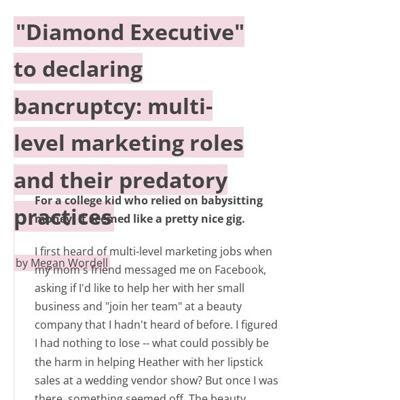 "Diamond Executive"
to declaring
bancruptcy: multi-
level marketing roles
and their predatory
practices
For a college kid who relied on babysitting
money, it seemed like a pretty nice gig.
I first heard of multi-level marketing jobs when
by Megan Wordell
my mom's friend messaged me on Facebook,
asking if I'd like to help her with her small
business and "join her team" at a beauty
company that I hadn't heard of before. I figured
I had nothing to lose -- what could possibly be
the harm in helping Heather with her lipstick
sales at a wedding vendor show? But once I was
there, something seemed off. The beauty